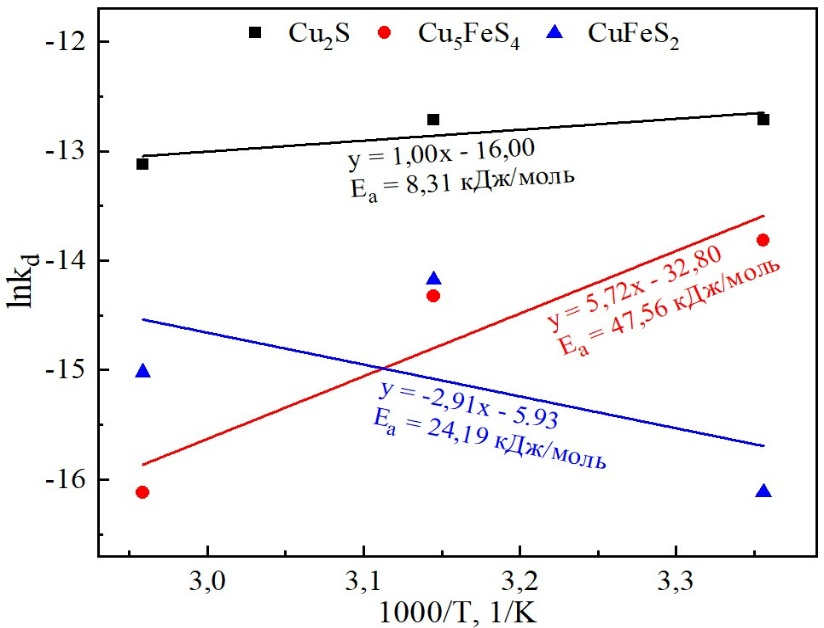 Cu2S Cu5FeS4 CuFeS2
-12
-13
-14
-15
-16
lnkd
y = 1,00x - 16,00
Ea = 8,31 кДж/моль
y = 5,72x - 32,80
Ea = 47,56 кДж/моль
y = -2,91x - 5.93
Ea = 24,19 кДж/моль
3,0 3,1 3,2 3,3
1000/T, 1/K